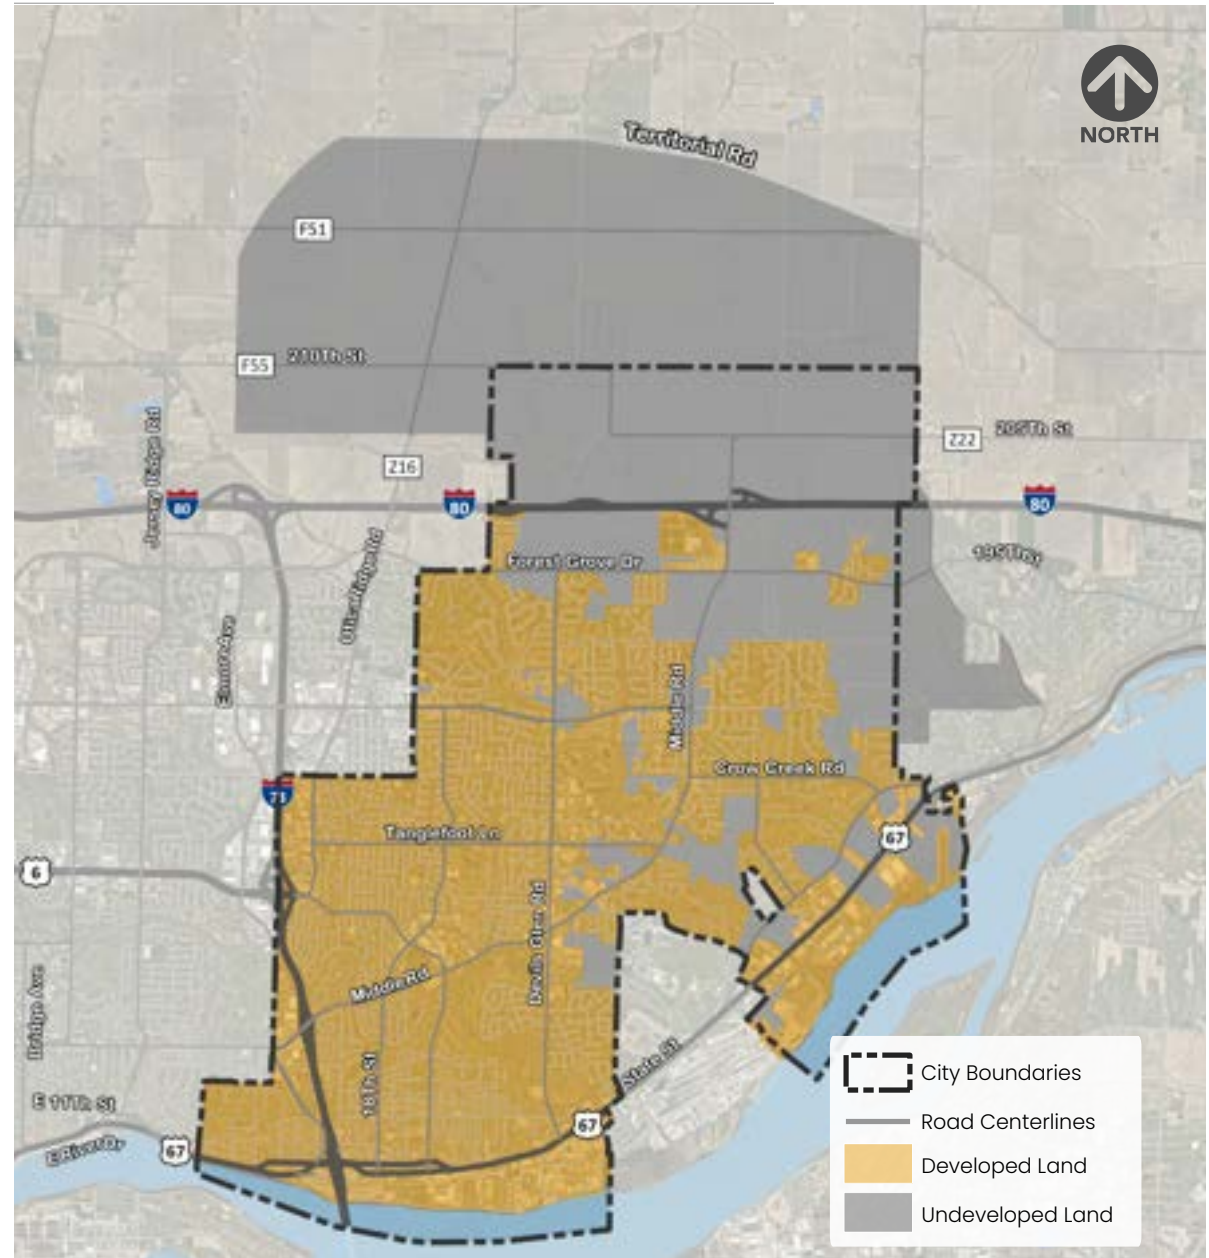 NORTH
Territorial Rd
F51
F55
210Th St
Z16
Z22
205Th St
Jersey Ridge Rd
80
80
80
195Th St
Forest Grove Dr
Utica Ridge Rd
Elmore Ave
Middle Rd
Crow Creek Rd
74
Tanglefoot Ln
67
6
Devils Glen Rd
Middle Rd
Bridge Ave
State St
18Th St
E 11Th St
67
E River Dr
67
City Boundaries
Road Centerlines
Developed Land
Undeveloped Land